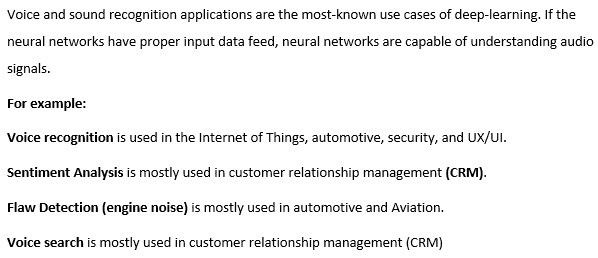 Voice and sound recognition applications are the most-known use cases of deep-learning. If the
neural networks have proper input data feed, neural networks are capable of understanding audio
signals.
For example:
Voice recognition is used in the Internet of Things, automotive, security, and UX/UI.
Sentiment Analysis is mostly used in customer relationship management (CRM).
Flaw Detection (engine noise) is mostly used in automotive and Aviation.
Voice search is mostly used in customer relationship management (CRM)